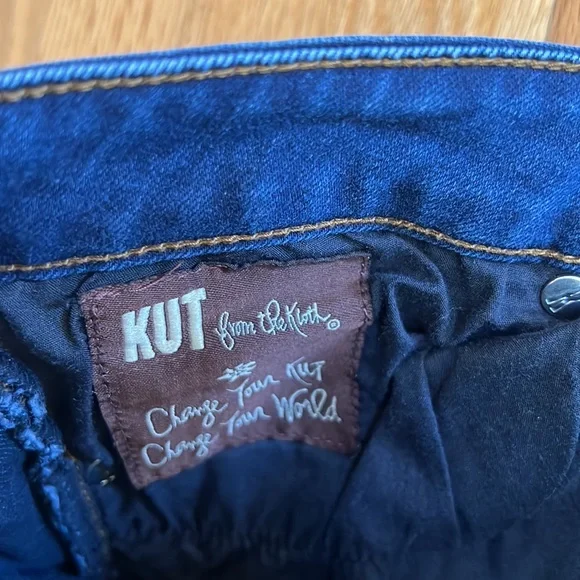 KUT from the Kloth ©
Change Your KUT
Change Your World